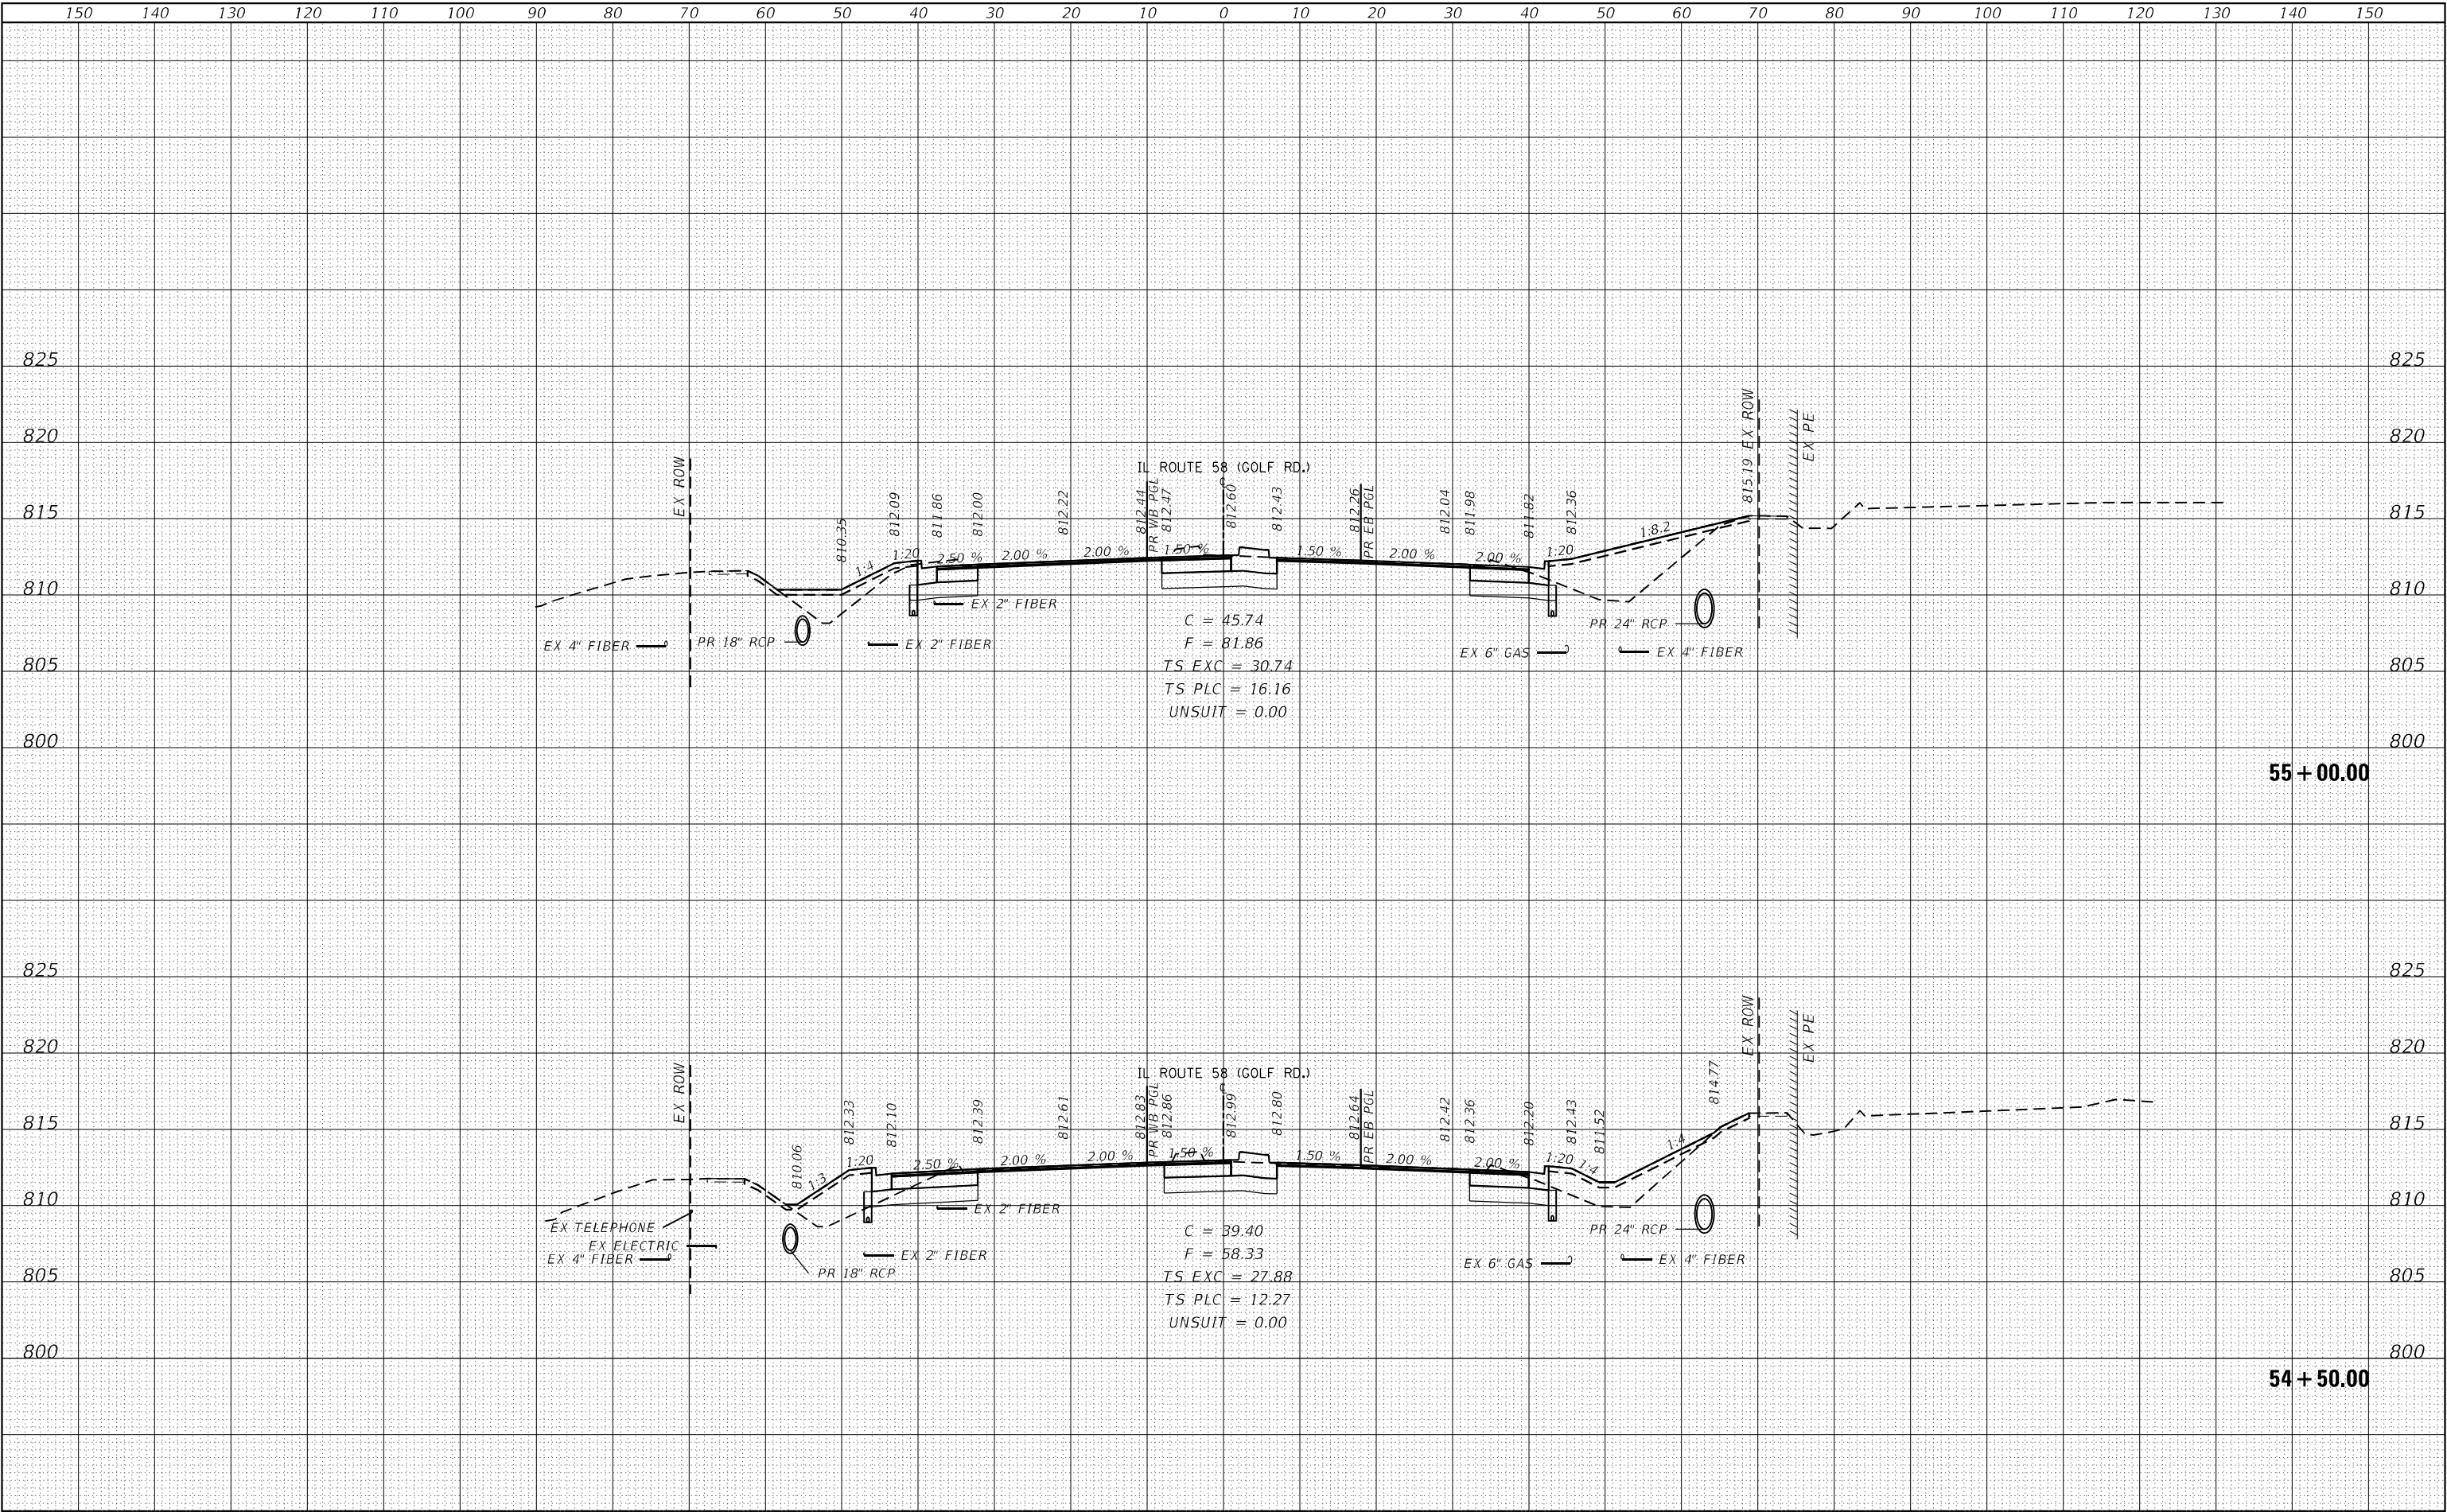 150 140 130 120 110 100 90 80 70 60 50 40 30 20 10 0 10 20 30 40 50 60 70 80 90 100 110 120 130 140 150
825 825
820 820
815 815
810 810
805 805
800 800
EX ROW
810.35
812.09
811.86
812.00
812.22
812.44
PR WB PGL
812.47
IL ROUTE 58 (GOLF RD.)
812.60
812.43
812.26
PR EB PGL
812.04
811.98
811.82
812.36
815.19 EX ROW
EX PE
1:4
1:20
2.50 %
2.00 %
2.00 %
1.50 %
1.50 %
2.00 %
2.00 %
1:20
1:8.2
EX 4" FIBER
PR 18" RCP
EX 2" FIBER
EX 2" FIBER
EX 6" GAS
PR 24" RCP
EX 4" FIBER
C = 45.74
F = 81.86
TS EXC = 30.74
TS PLC = 16.16
UNSUIT = 0.00
55+00.00
825 825
820 820
815 815
810 810
805 805
800 800
EX ROW
810.06
812.33
812.10
812.39
812.61
812.83
PR WB PGL
812.86
IL ROUTE 58 (GOLF RD.)
812.99
812.80
812.64
PR EB PGL
812.42
812.36
812.20
812.43
811.52
814.77
EX ROW
EX PE
1:3
1:20
2.50 %
2.00 %
2.00 %
1.50 %
1.50 %
2.00 %
2.00 %
1:20
1:4
1:4
EX TELEPHONE
EX ELECTRIC
EX 4" FIBER
PR 18" RCP
EX 2" FIBER
EX 2" FIBER
EX 6" GAS
PR 24" RCP
EX 4" FIBER
C = 39.40
F = 58.33
TS EXC = 27.88
TS PLC = 12.27
UNSUIT = 0.00
54+50.00